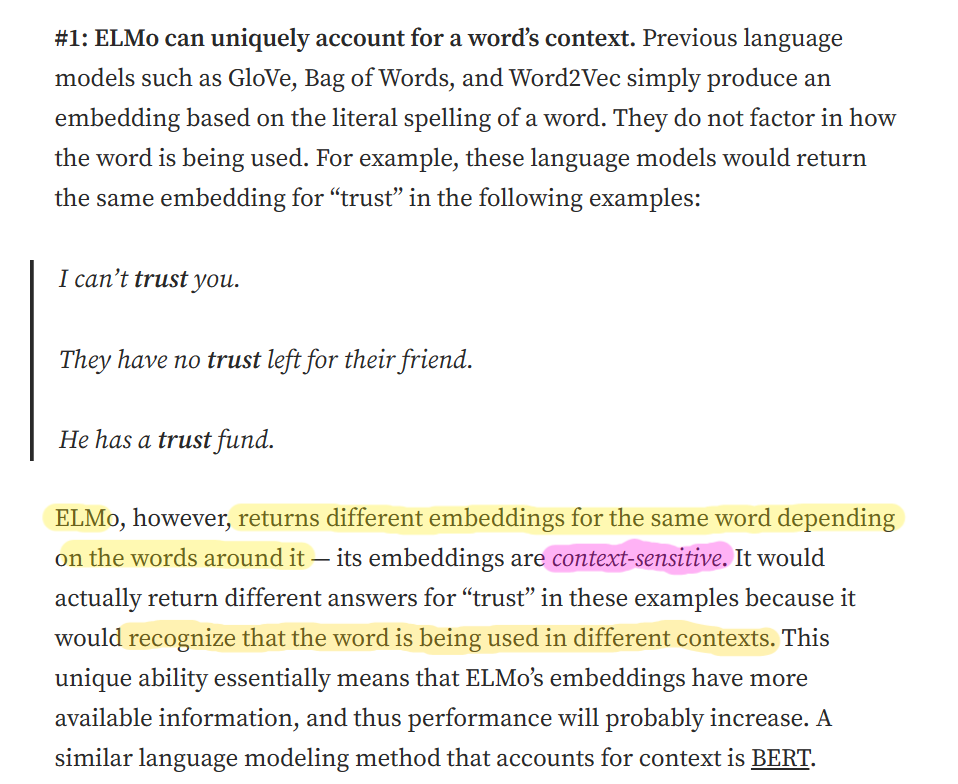 #1: ELMo can uniquely account for a word’s context. Previous language
models such as GloVe, Bag of Words, and Word2Vec simply produce an
embedding based on the literal spelling of a word. They do not factor in how
the word is being used. For example, these language models would return
the same embedding for “trust” in the following examples:
I can’t trust you.
They have no trust left for their friend.
He has a trust fund.
ELMo, however, returns different embeddings for the same word depending
on the words around it — its embeddings are context-sensitive. It would
actually return different answers for “trust” in these examples because it
would recognize that the word is being used in different contexts. This
unique ability essentially means that ELMo’s embeddings have more
available information, and thus performance will probably increase. A
similar language modeling method that accounts for context is BERT.